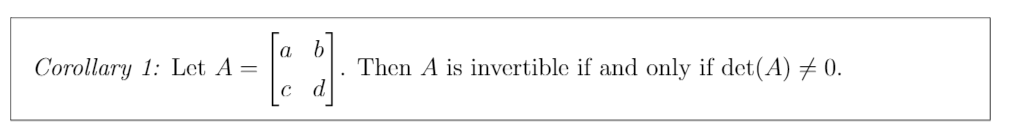 Corollary 1: Let A = [a b
c d]. Then A is invertible if and only if det(A) ≠ 0.